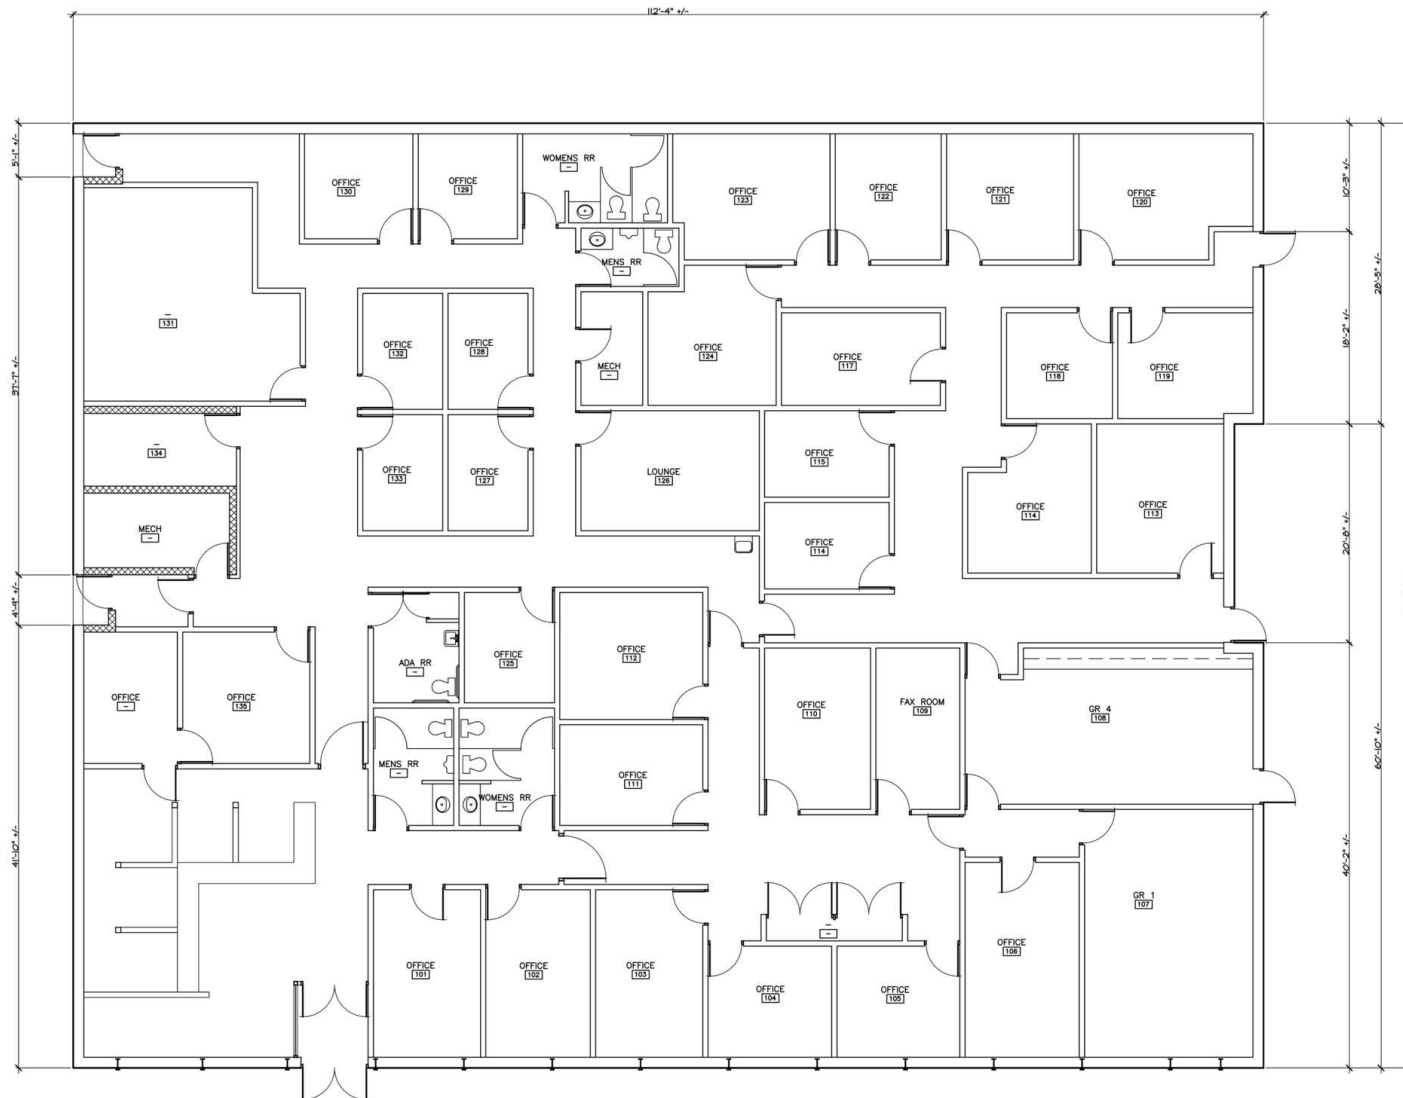 112'-4" +/-
5'-1" +/-
37'-7" +/-
4'-4" +/-
41'-10" +/-
10'-3" +/-
18'-2" +/-
20'-8" +/-
40'-2" +/-
28'-5" +/-
60'-10" +/-
OFFICE
130
OFFICE
129
WOMENS RR
-
OFFICE
123
OFFICE
122
OFFICE
121
OFFICE
120
MENS RR
-
-
131
OFFICE
132
OFFICE
128
MECH
-
OFFICE
124
OFFICE
117
OFFICE
118
OFFICE
119
-
134
OFFICE
133
OFFICE
127
LOUNGE
126
OFFICE
115
OFFICE
114
OFFICE
113
MECH
-
OFFICE
114
OFFICE
-
OFFICE
135
ADA RR
-
OFFICE
125
OFFICE
112
OFFICE
110
FAX ROOM
109
GR 4
108
MENS RR
-
WOMENS RR
-
OFFICE
111
OFFICE
101
OFFICE
102
OFFICE
103
-
-
OFFICE
104
OFFICE
105
OFFICE
106
GR 1
107